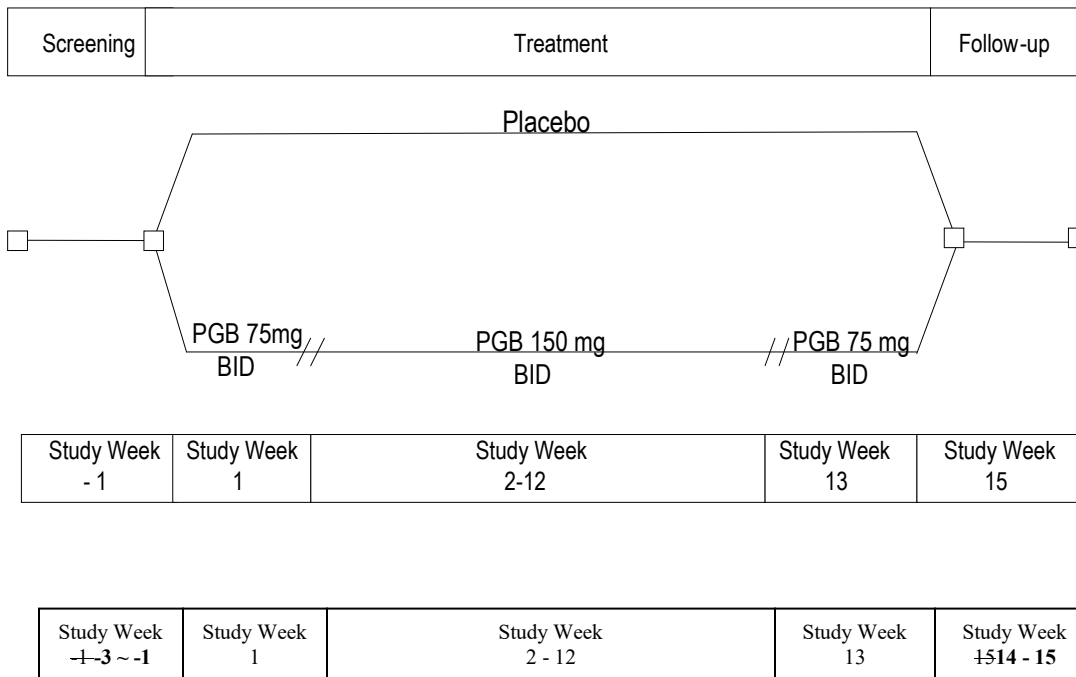 Screening Treatment Follow-up
Placebo
PGB 75mg PGB 150 mg PGB 75 mg
BID BID BID
Study Week Study Week Study Week Study Week Study Week
- 1 1 2-12 13 15
Study Week Study Week Study Week Study Week Study Week
-1 -3 ~ -1 1 2 - 12 13 1514 - 15